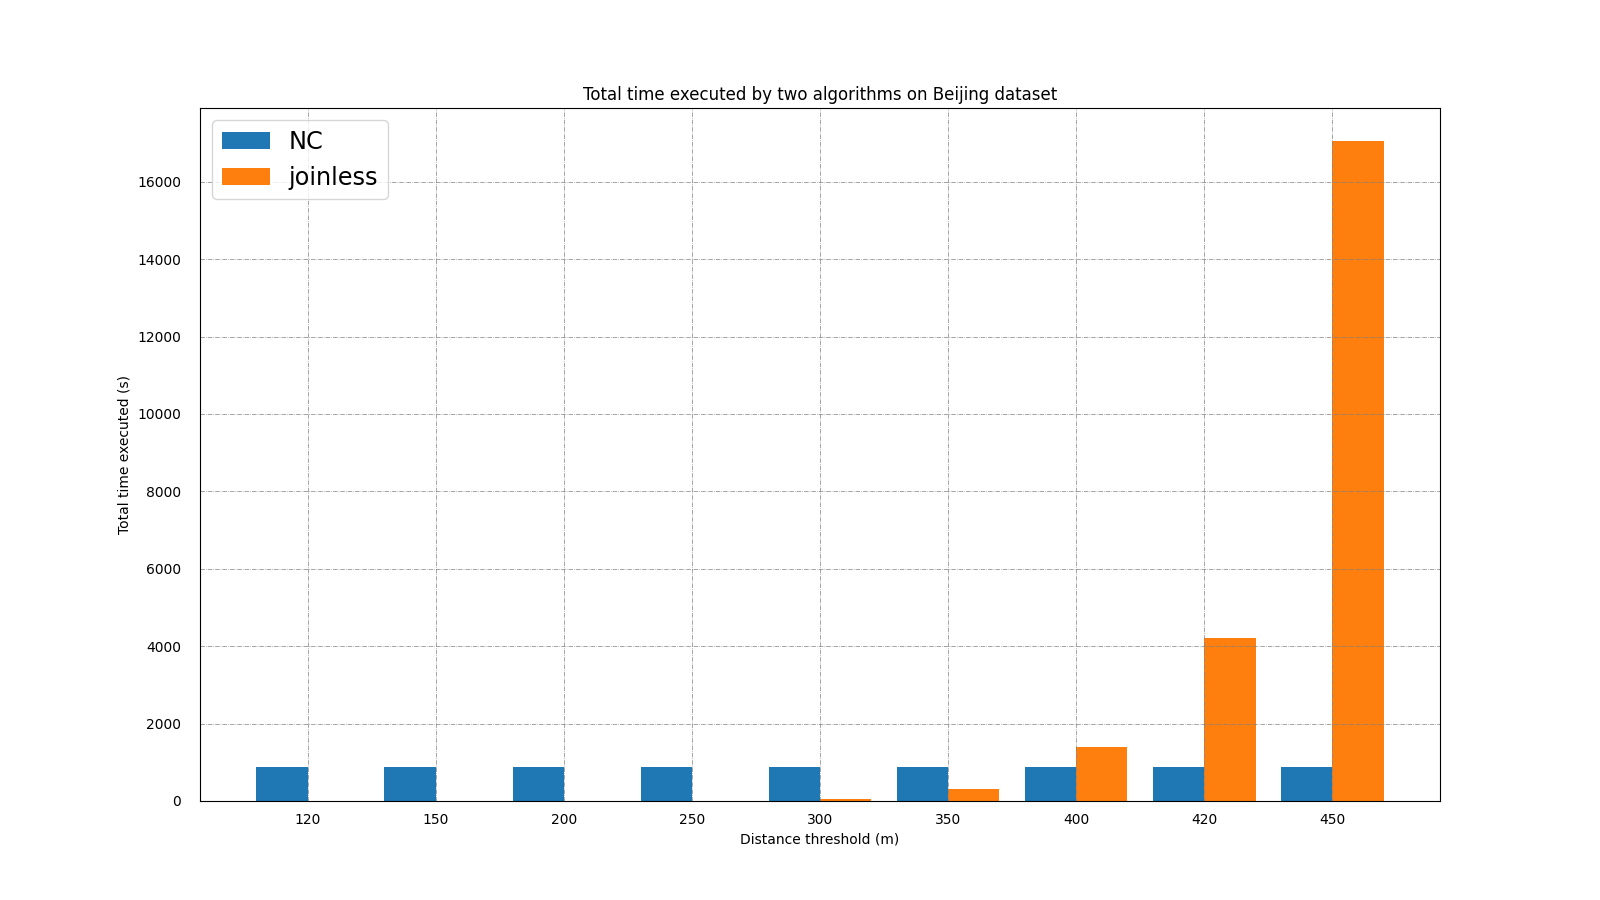 Total time executed by two algorithms on Beijing dataset
NC
joinless
Total time executed (s)
16000
14000
12000
10000
8000
6000
4000
2000
0
120 150 200 250 300 350 400 420 450
Distance threshold (m)